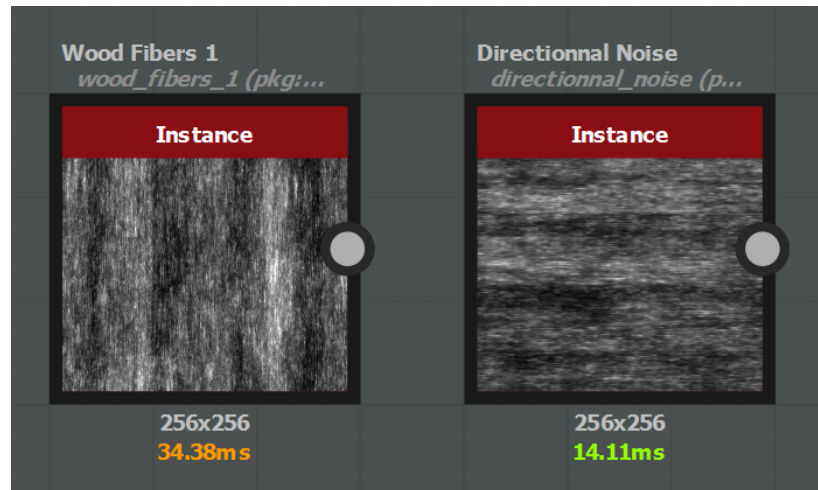 Wood Fibers 1
wood_fibers_1 (pkg:...
Instance
256x256
34.38ms
Directionnal Noise
directionnal_noise (p...
Instance
256x256
14.11ms